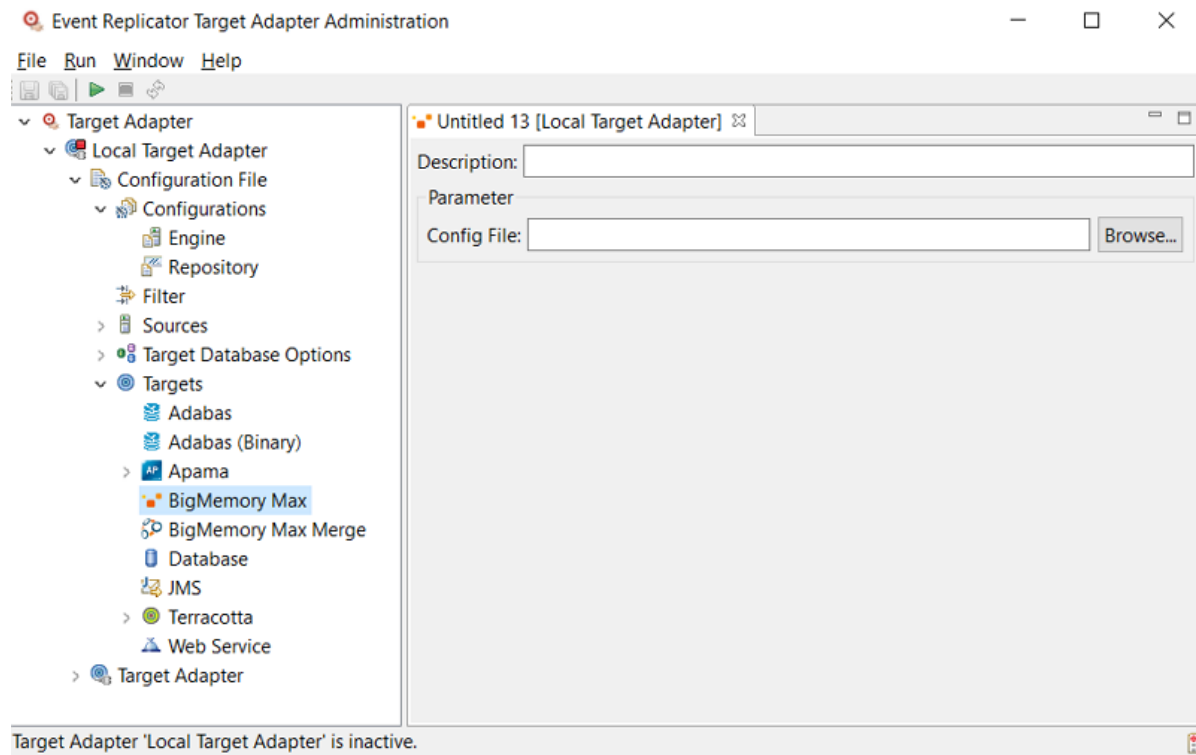 Event Replicator Target Adapter Administration
File Run Window Help
Target Adapter
Local Target Adapter
Configuration File
Configurations
Engine
Repository
Filter
Sources
Target Database Options
Targets
Adabas
Adabas (Binary)
AP Apama
BigMemory Max
BigMemory Max Merge
Database
JMS
Terracotta
Web Service
Target Adapter
Untitled 13 [Local Target Adapter]
Description:
Parameter
Config File: Browse...
Target Adapter 'Local Target Adapter' is inactive.